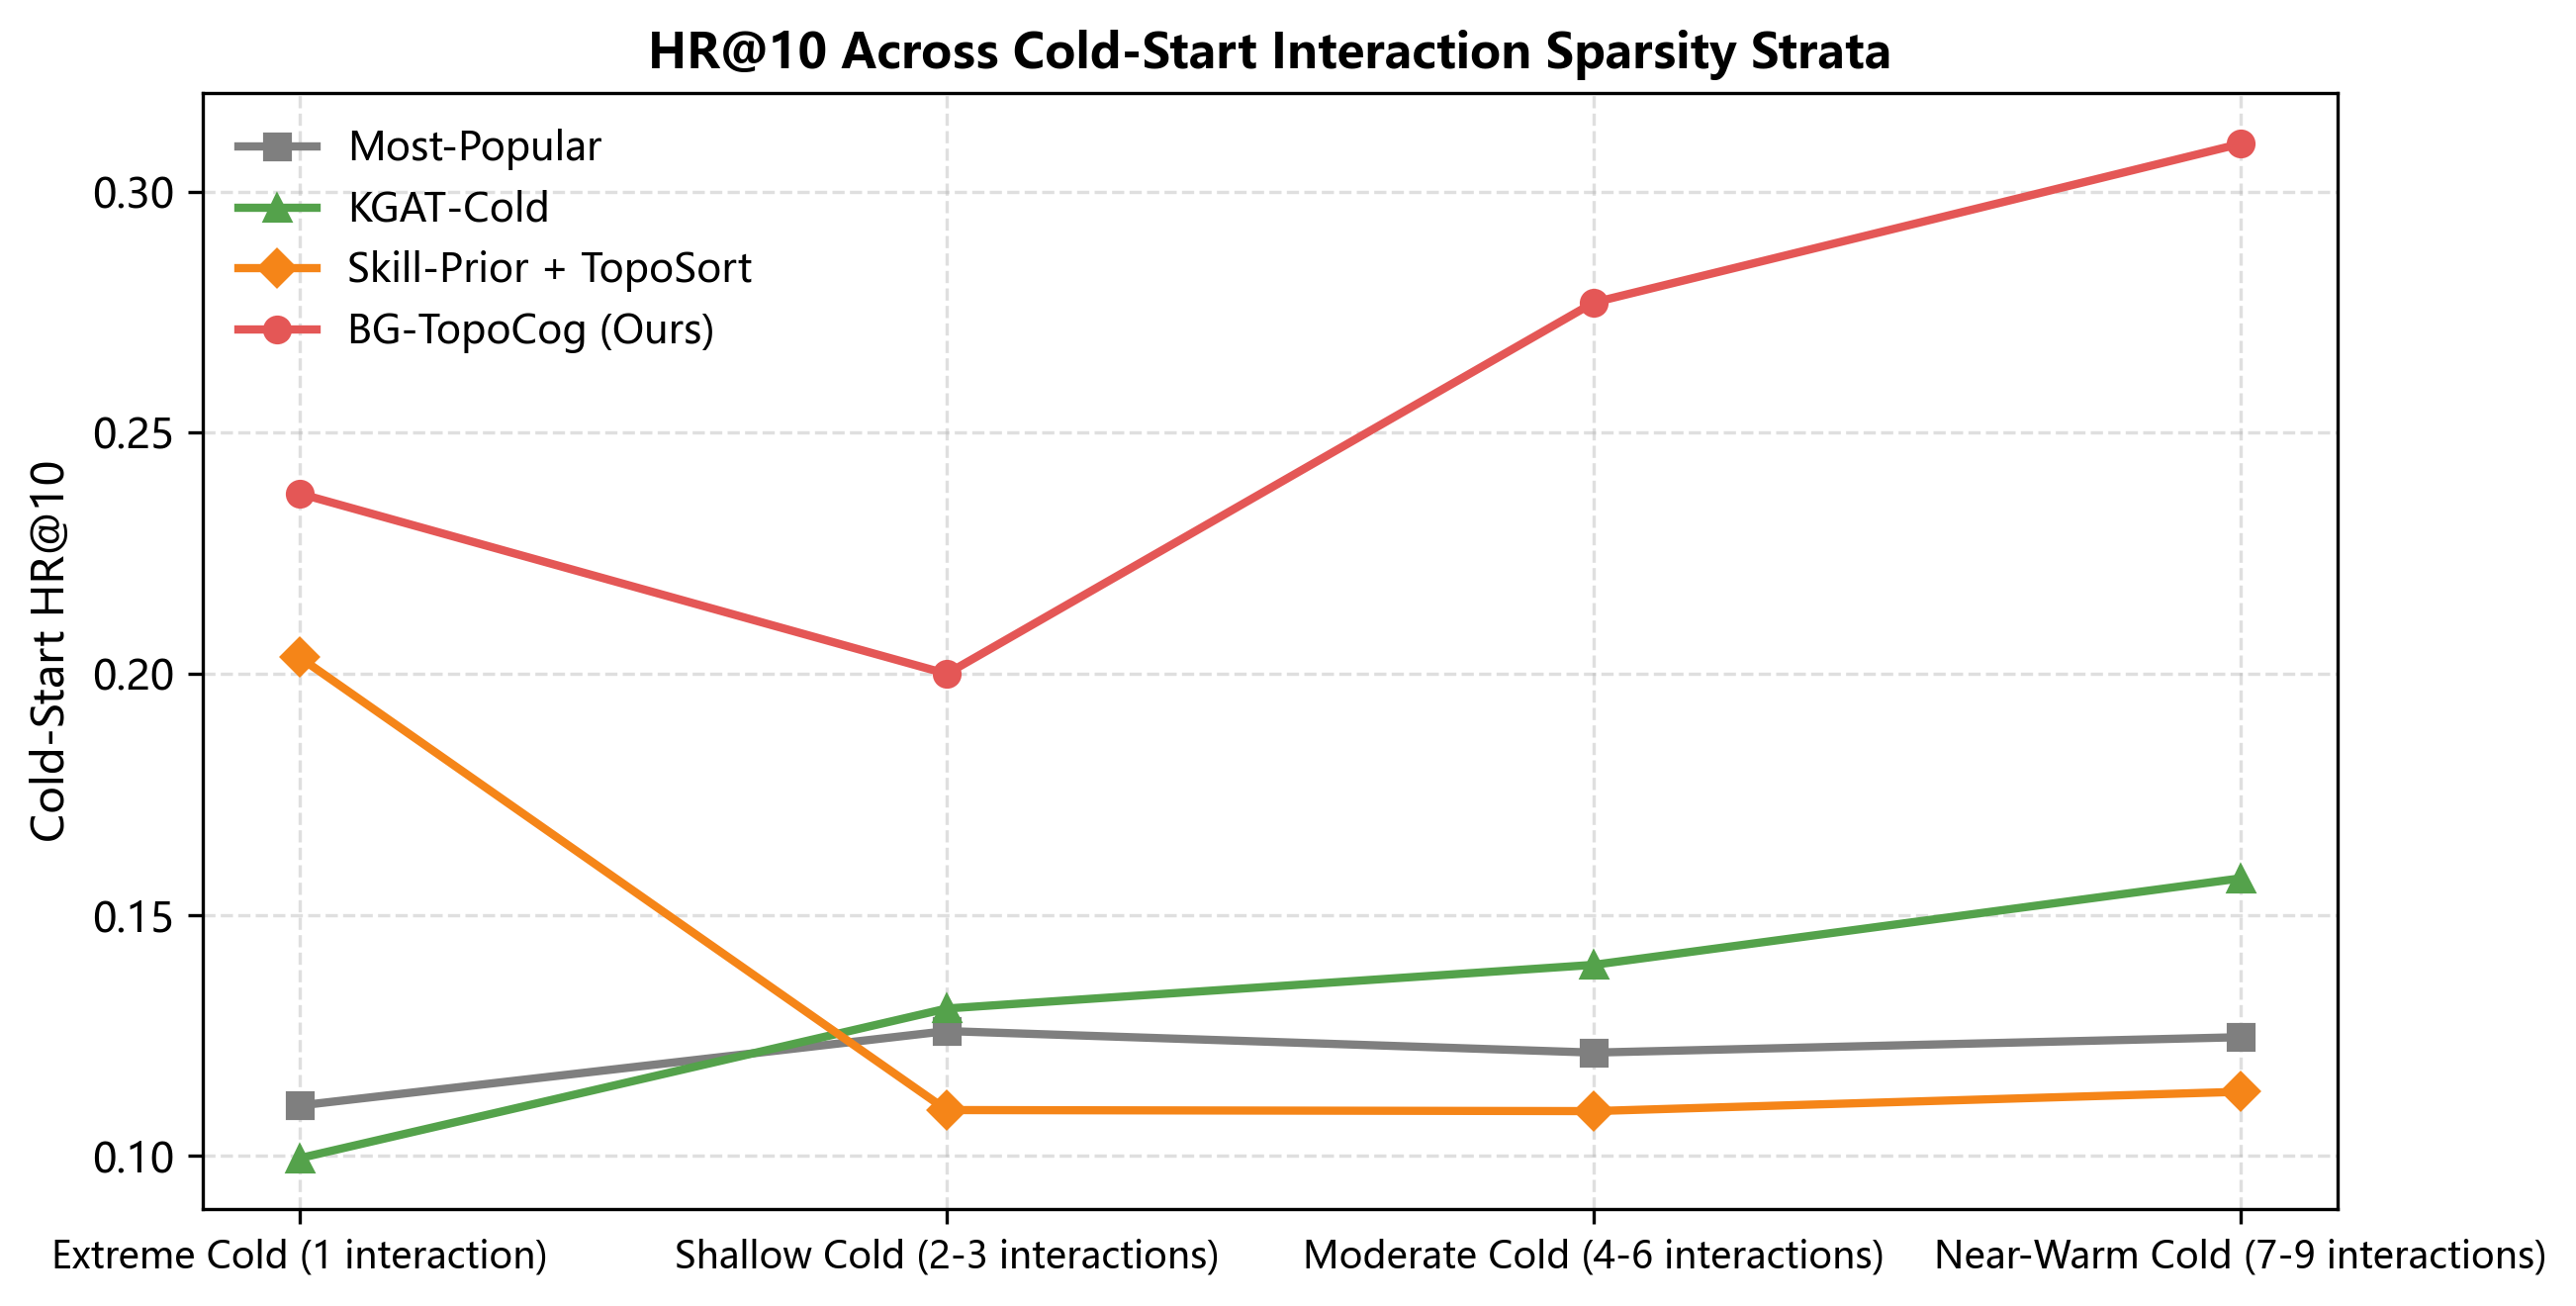 HR@10 Across Cold-Start Interaction Sparsity Strata
Most-Popular
KGAT-Cold
Skill-Prior + TopoSort
BG-TopoCog (Ours)
Cold-Start HR@10
0.30
0.25
0.20
0.15
0.10
Extreme Cold (1 interaction)
Shallow Cold (2-3 interactions)
Moderate Cold (4-6 interactions)
Near-Warm Cold (7-9 interactions)